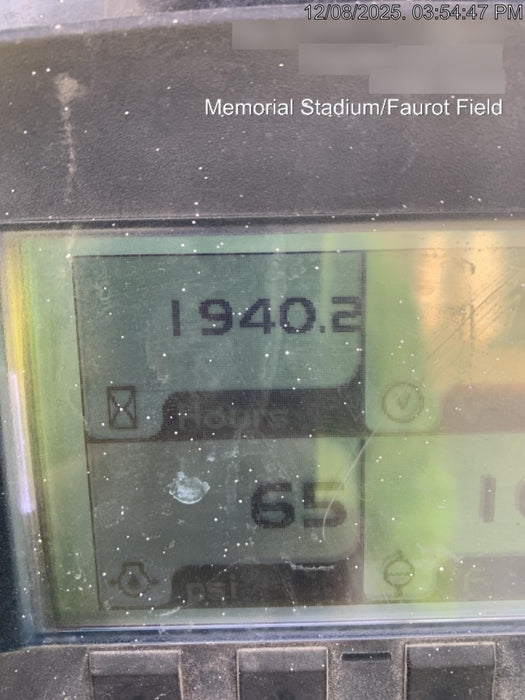 12/08/2025. 03:54:47 PM
Memorial Stadium/Faurot Field
1940.2
Hours
65
psi